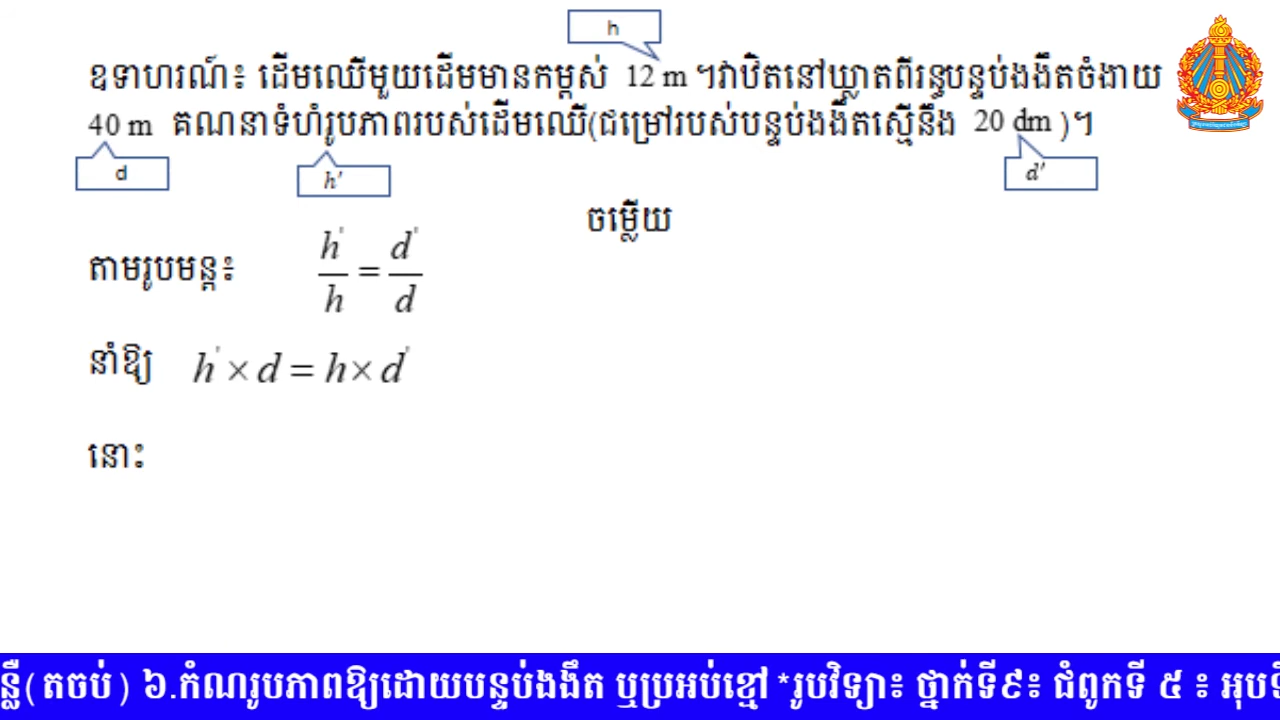 h
ឧទាហរណ៍៖ ដើមឈើមួយដើមមានកម្ពស់ 12 m ។វាឋិតនៅឃ្លាតពីរន្ធបន្ទប់ងងឹតចំងាយ
40 m គណនាទំហំរូបភាពរបស់ដើមឈើ(ជម្រៅរបស់បន្ទប់ងងឹតស្មើនឹង 20 dm )។
d h' d'
ចម្លើយ
តាមរូបមន្ត៖ h'/h = d'/d
នាំឱ្យ h' × d = h × d'
នោះ
ន្លឺ(តចប់) ៦.កំណរូបភាពឱ្យដោយបន្ទប់ងងឹត ឬប្រអប់ខ្មៅ *រូបវិទ្យា៖ ថ្នាក់ទី៩៖ ជំពូកទី ៥ ៖ អុបទិ